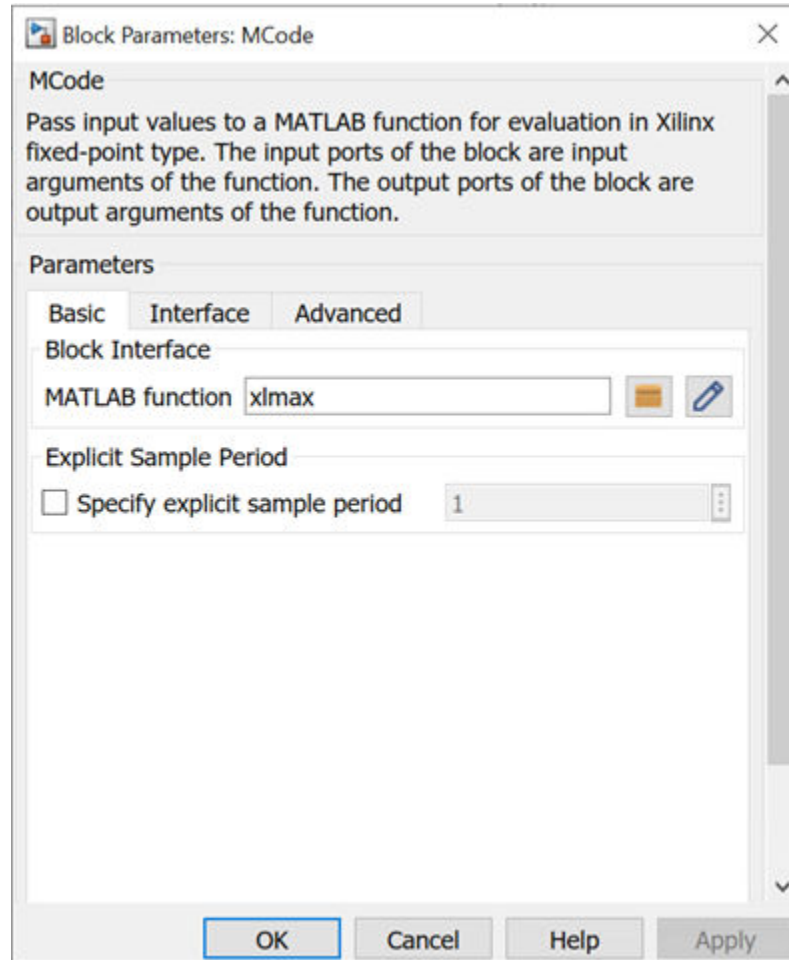 Block Parameters: MCode
MCode
Pass input values to a MATLAB function for evaluation in Xilinx
fixed-point type. The input ports of the block are input
arguments of the function. The output ports of the block are
output arguments of the function.
Parameters
Basic Interface Advanced
Block Interface
MATLAB function xlmax
Explicit Sample Period
Specify explicit sample period 1
OK Cancel Help Apply